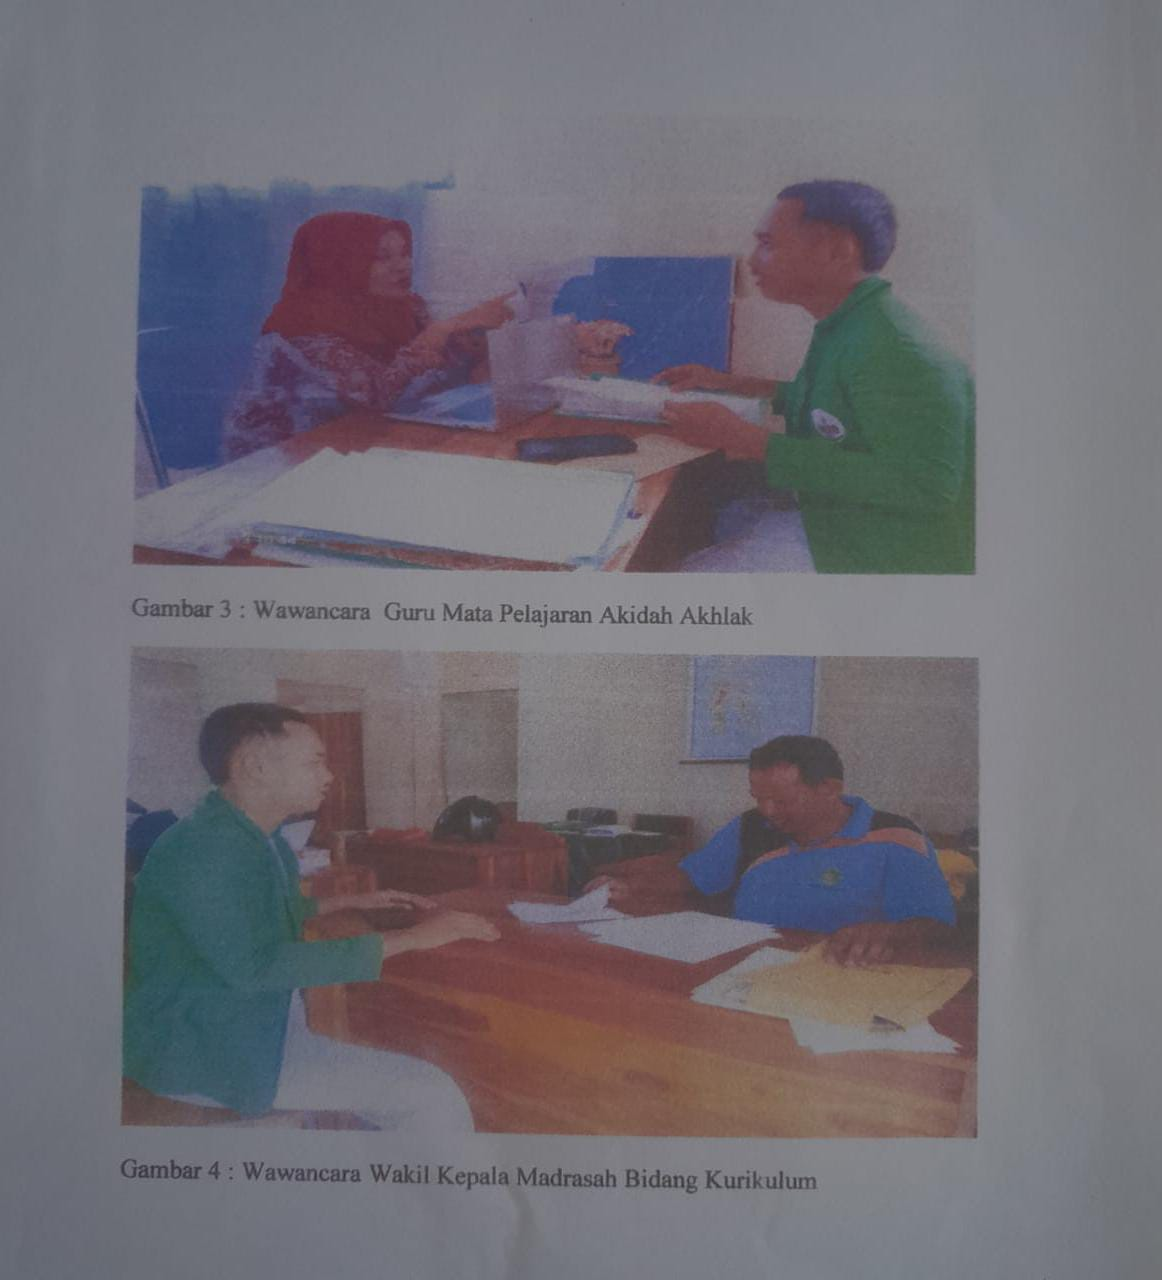 Gambar 3 : Wawancara Guru Mata Pelajaran Akidah Akhlak
Gambar 4 : Wawancara Wakil Kepala Madrasah Bidang Kurikulum